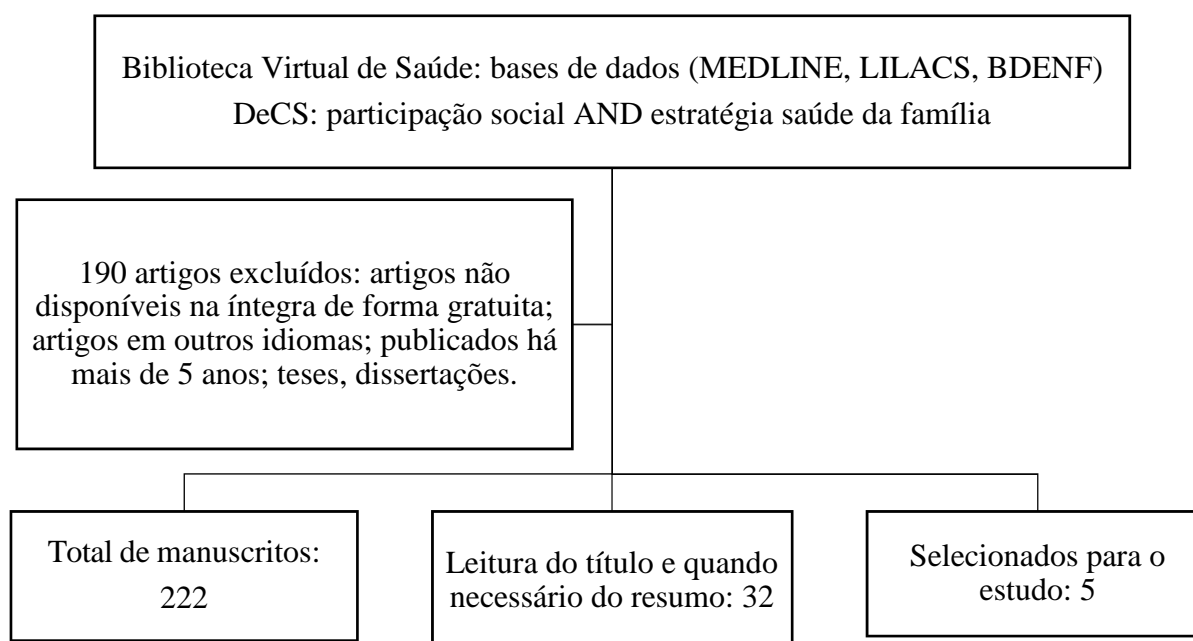 Biblioteca Virtual de Saúde: bases de dados (MEDLINE, LILACS, BDENF)
DeCS: participação social AND estratégia saúde da família
190 artigos excluídos: artigos não
disponíveis na íntegra de forma gratuita;
artigos em outros idiomas; publicados há
mais de 5 anos; teses, dissertações.
Total de manuscritos:
222
Leitura do título e quando
necessário do resumo: 32
Selecionados para o
estudo: 5